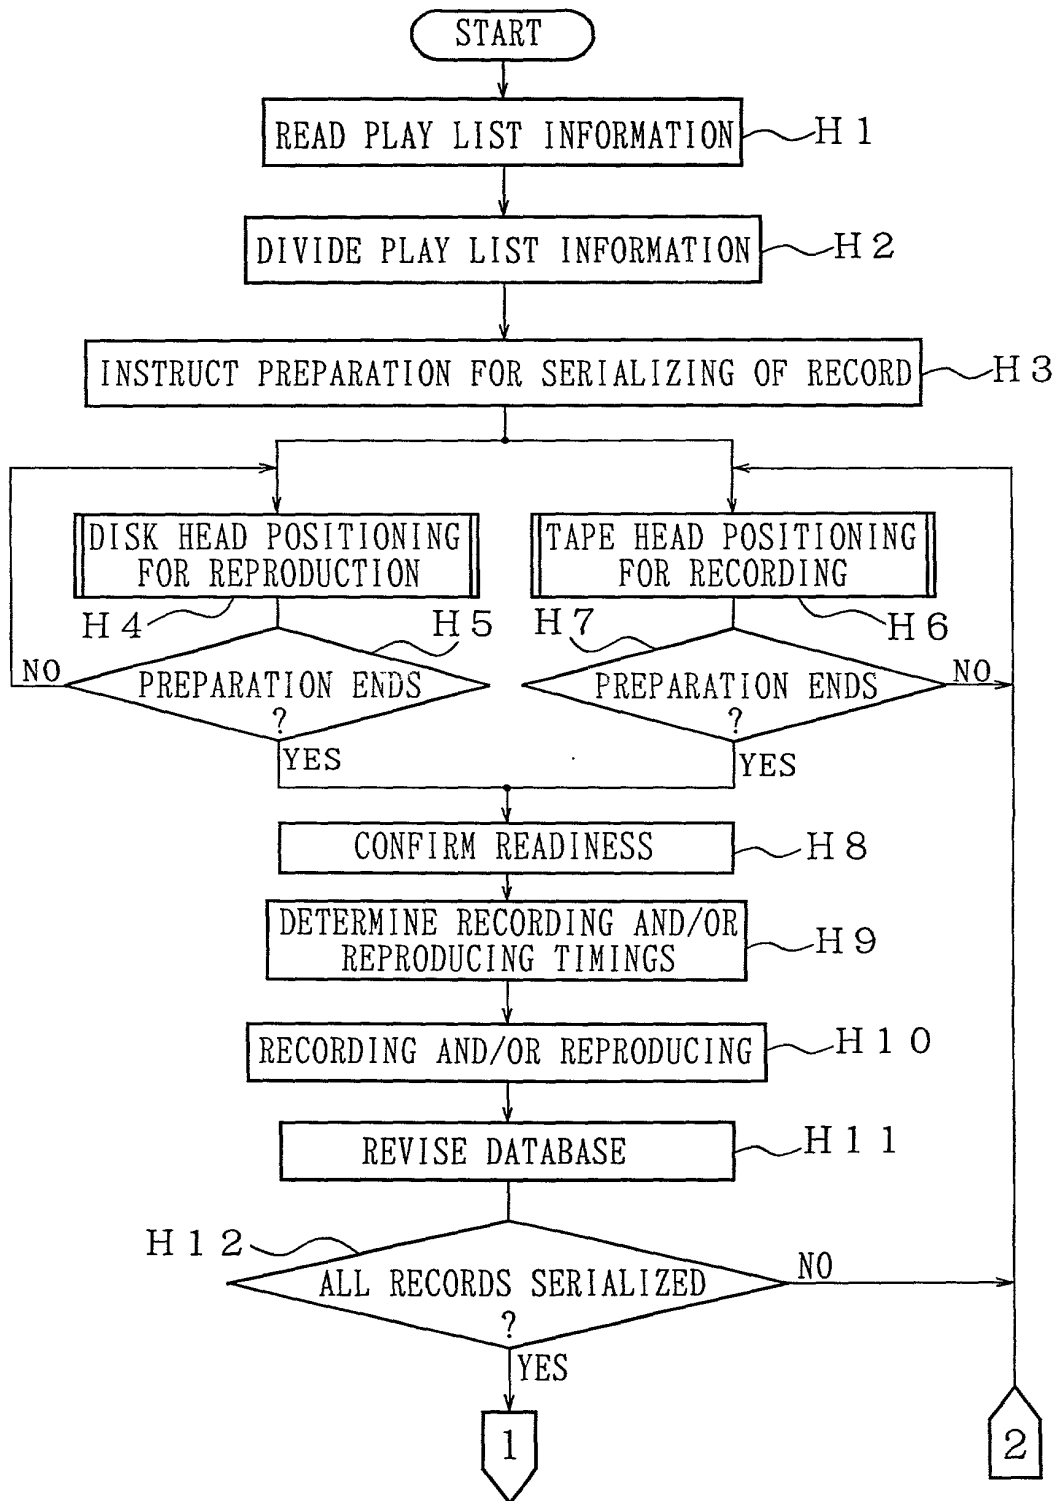 START
READ PLAY LIST INFORMATION
H1
DIVIDE PLAY LIST INFORMATION
H2
INSTRUCT PREPARATION FOR SERIALIZING OF RECORD
H3
DISK HEAD POSITIONING
FOR REPRODUCTION
TAPE HEAD POSITIONING
FOR RECORDING
H4
H5
H7
H6
NO
PREPARATION ENDS
?
PREPARATION ENDS
?
NO
YES
YES
CONFIRM READINESS
H8
DETERMINE RECORDING AND/OR
REPRODUCING TIMINGS
H9
RECORDING AND/OR REPRODUCING
H10
REVISE DATABASE
H11
H12
ALL RECORDS SERIALIZED
?
NO
YES
1
2